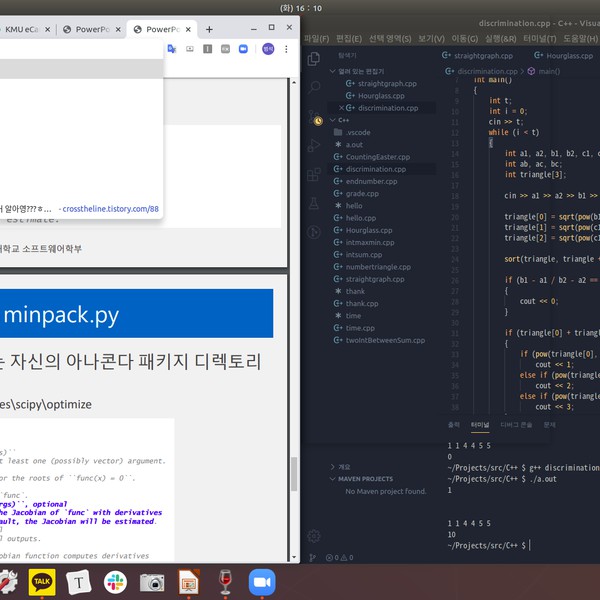 (화) 16 : 10
KMU eCa
PowerPo
PowerPo
알아영???ㅎ... - crosstheline.tistory.com/88
estimate.
대학교 소프트웨어학부
minpack.py
는 자신의 아나콘다 패키지 디렉토리
es\scipy\optimize
s)``
t least one (possibly vector) argument.
or the roots of ``func(x) = 0``.
`func`.
rgs)``, optional
he Jacobian of `func` with derivatives
ault, the Jacobian will be estimated.
l
l outputs.
obian function computes derivatives
discrimination.cpp - C++ - Visua
파일(F) 편집(E) 선택 영역(S) 보기(V) 이동(G) 실행(&R) 터미널(T) 도움말(H)
탐색기
열려 있는 편집기
straightgraph.cpp
Hourglass.cpp
discrimination.cpp
C++
.vscode
a.out
CountingEaster.cpp
discrimination.cpp
endnumber.cpp
grade.cpp
hello
hello.cpp
Hourglass.cpp
intmaxmin.cpp
intsum.cpp
numbertriangle.cpp
straightgraph.cpp
thank
thank.cpp
time
time.cpp
twoIntBetweenSum.cpp
개요
MAVEN PROJECTS
No Maven project found.
0 0
straightgraph.cpp
Hourglass.cpp
discrimination.cpp > main()
int main()
{
int t;
int i = 0;
cin >> t;
while (i < t)
{
int a1, a2, b1, b2, c1, c
int ab, ac, bc;
int triangle[3];
cin >> a1 >> a2 >> b1 >>
triangle[0] = sqrt(pow(b1
triangle[1] = sqrt(pow(c1
triangle[2] = sqrt(pow(c1
sort(triangle, triangle +
if (b1 - a1 / b2 - a2 ==
{
cout << 0;
}
if (triangle[0] + triangl
{
if (pow(triangle[0],
cout << 1;
else if (pow(triangle
cout << 2;
else if (pow(triangle
cout << 3;
출력 터미널 디버그 콘솔 문제
1 1 4 4 5 5
0
~/Projects/src/C++ $ g++ discrimination
~/Projects/src/C++ $ ./a.out
1
1 1 4 4 5 5
10
~/Projects/src/C++ $
TALK
T